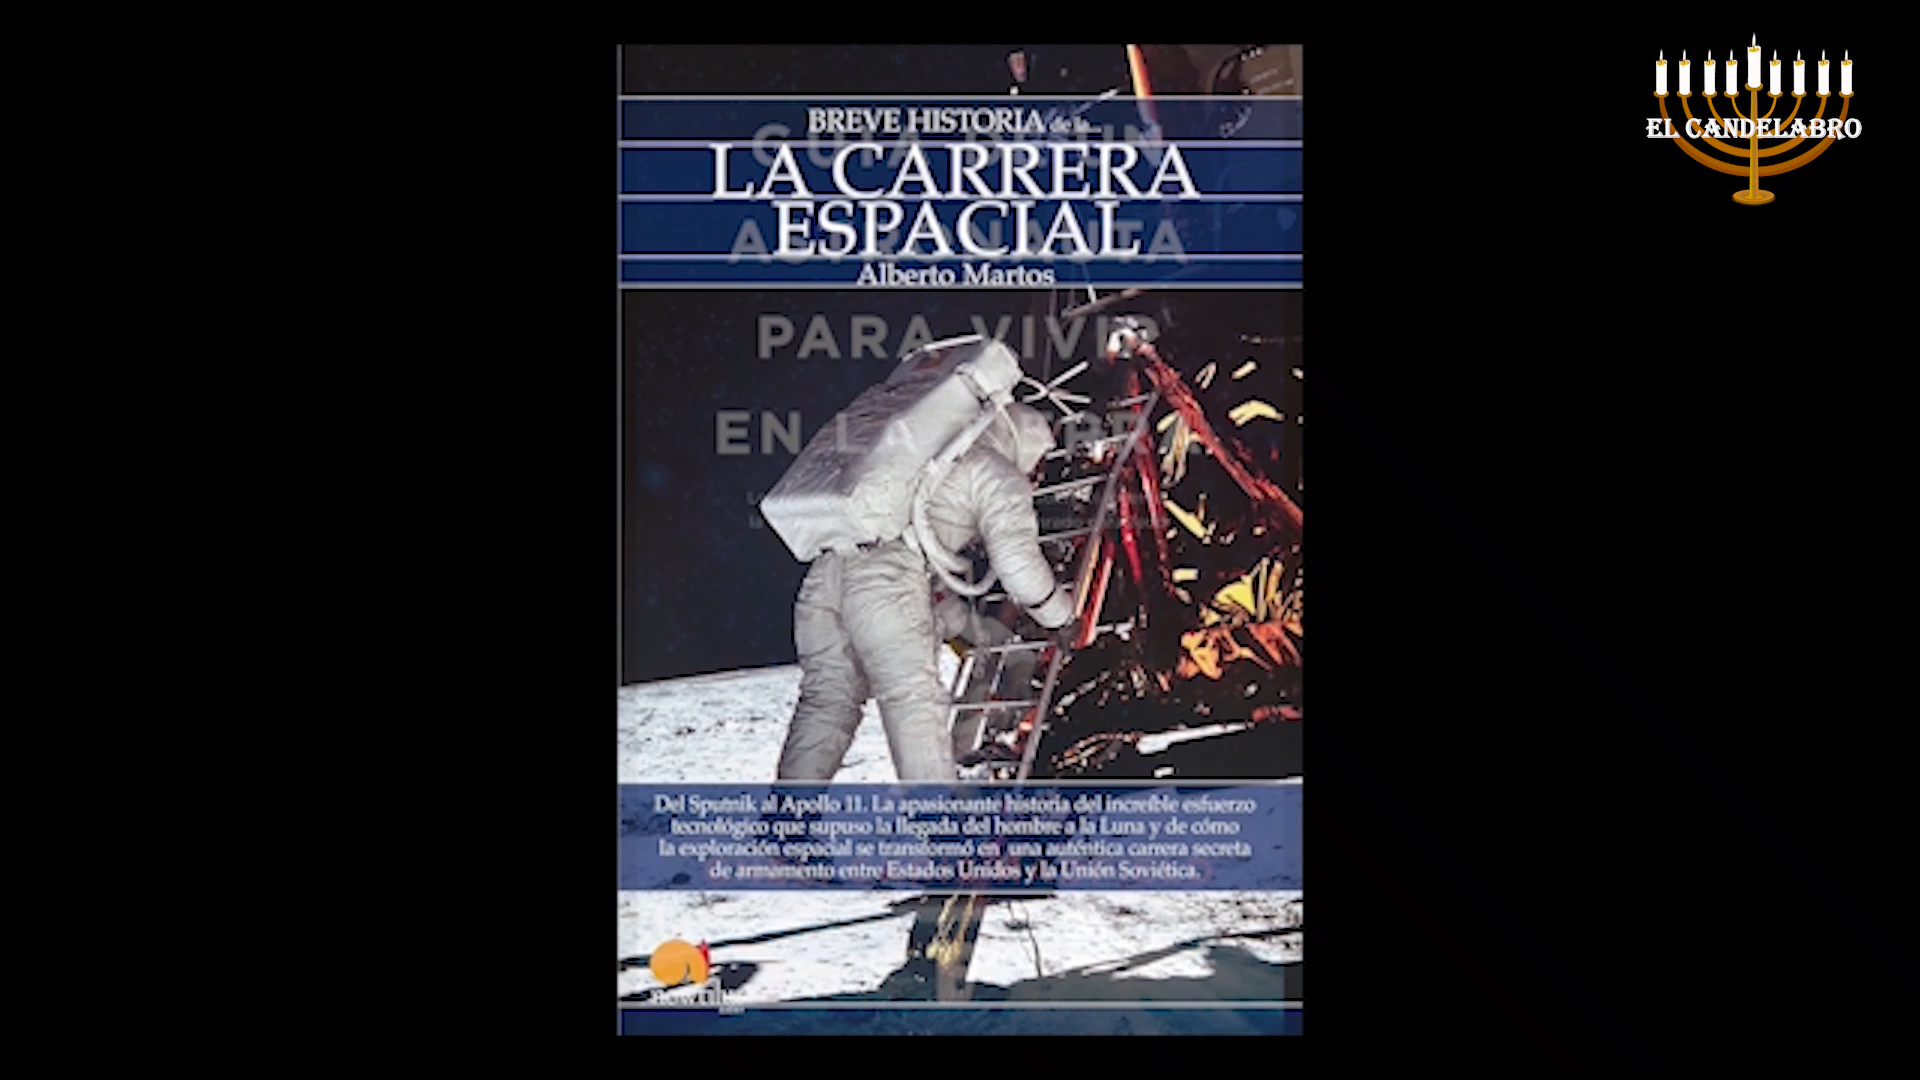 BREVE HISTORIA de la
LA CARRERA
ESPACIAL
Alberto Martos
PARA VIVIR
EN LA
Del Sputnik al Apollo 11. La apasionante historia del increíble esfuerzo
tecnológico que supuso la llegada del hombre a la Luna y de cómo
la exploración espacial se transformó en una auténtica carrera secreta
de armamento entre Estados Unidos y la Unión Soviética.
EL CANDELABRO